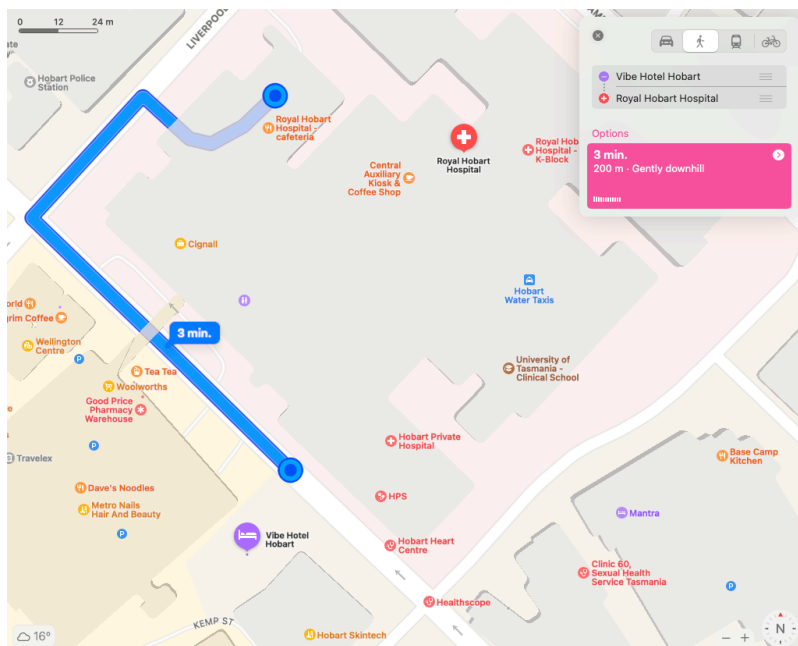 0 12 24 m
LIVERPOOL
Hobart Police
Station
Royal Hobart
Hospital -
cafeteria
Central
Auxiliary
Kiosk &
Coffee Shop
Royal Hobart
Hospital
Royal Hob
Hospital -
K-Block
Vibe Hotel Hobart
Royal Hobart Hospital
Options
3 min.
200 m · Gently downhill
Cignall
Hobart
Water Taxis
3 min.
orld
grim Coffee
Wellington
Centre
P
Tea Tea
Woolworths
Good Price
Pharmacy
Warehouse
University of
Tasmania -
Clinical School
Hobart Private
Hospital
P
Travelex
Dave's Noodles
Metro Nails
Hair And Beauty
P
HPS
Base Camp
Kitchen
Mantra
Vibe Hotel
Hobart
Hobart Heart
Centre
Clinic 60,
Sexual Health
Service Tasmania
P
Healthscope
KEMP ST
Hobart Skintech
16°
N